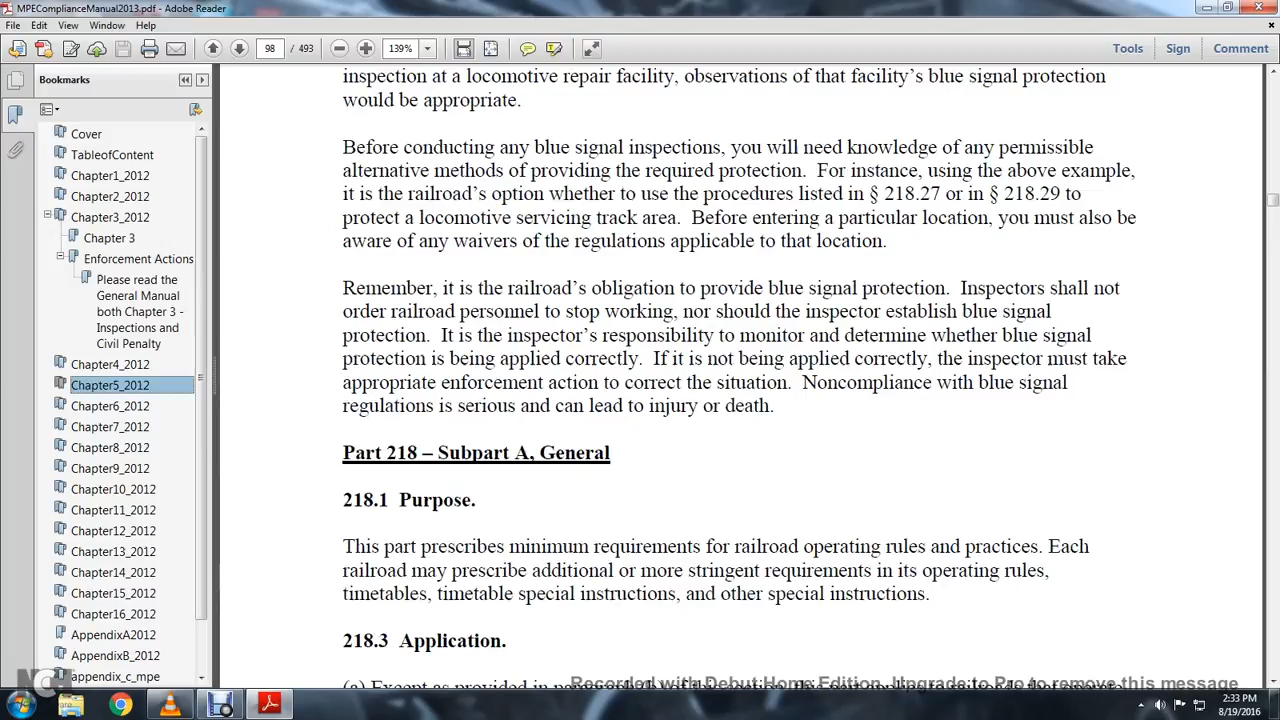 MPEComplianceManual2013.pdf - Adobe Reader
File Edit View Window Help
98 / 493 139% Tools Sign Comment
Bookmarks
Cover
TableofContent
Chapter1_2012
Chapter2_2012
Chapter3_2012
Chapter 3
Enforcement Actions
Please read the
General Manual
both Chapter 3 -
Inspections and
Civil Penalty
Chapter4_2012
Chapter5_2012
Chapter6_2012
Chapter7_2012
Chapter8_2012
Chapter9_2012
Chapter10_2012
Chapter11_2012
Chapter12_2012
Chapter13_2012
Chapter14_2012
Chapter15_2012
Chapter16_2012
AppendixA2012
AppendixB_2012
appendix_c_mpe
inspection at a locomotive repair facility, observations of that facility's blue signal protection
would be appropriate.
Before conducting any blue signal inspections, you will need knowledge of any permissible
alternative methods of providing the required protection. For instance, using the above example,
it is the railroad's option whether to use the procedures listed in § 218.27 or in § 218.29 to
protect a locomotive servicing track area. Before entering a particular location, you must also be
aware of any waivers of the regulations applicable to that location.
Remember, it is the railroad's obligation to provide blue signal protection. Inspectors shall not
order railroad personnel to stop working, nor should the inspector establish blue signal
protection. It is the inspector's responsibility to monitor and determine whether blue signal
protection is being applied correctly. If it is not being applied correctly, the inspector must take
appropriate enforcement action to correct the situation. Noncompliance with blue signal
regulations is serious and can lead to injury or death.
Part 218 – Subpart A, General
218.1 Purpose.
This part prescribes minimum requirements for railroad operating rules and practices. Each
railroad may prescribe additional or more stringent requirements in its operating rules,
timetables, timetable special instructions, and other special instructions.
218.3 Application.
(a) Except as provided in
Recorded with Debut Home Edition. Upgrade to Pro to remove this message
NCH
2:33 PM
8/19/2016